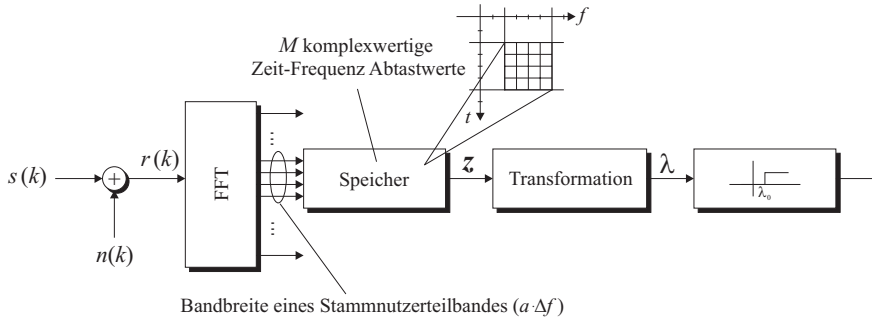 f
M komplexwertige
Zeit-Frequenz Abtastwerte
t
...
s(k)
r(k)
FFT
Speicher
z
Transformation
λ
λ₀
n(k)
...
Bandbreite eines Stammnutzerteilbandes (a·Δf)